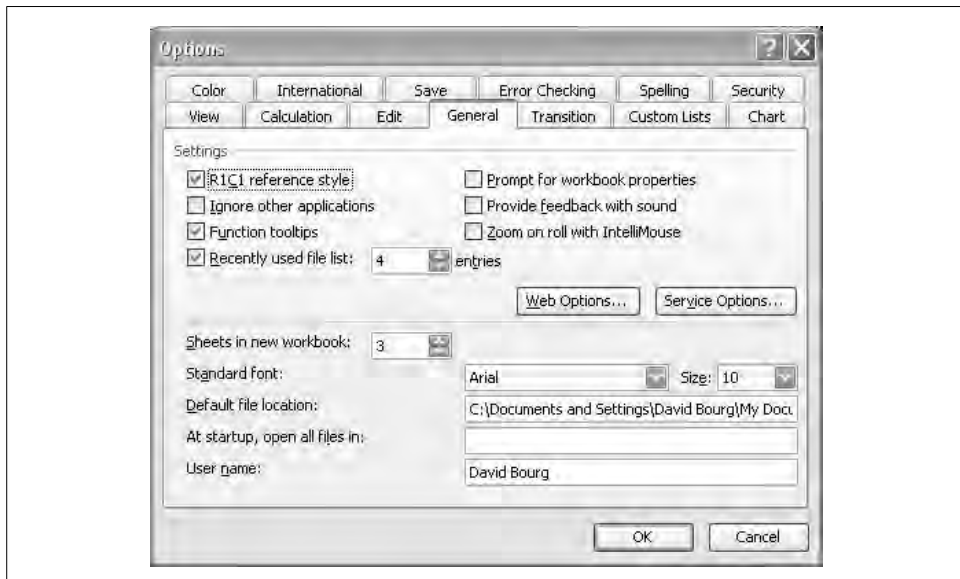 Options
Color International Save Error Checking Spelling Security
View Calculation Edit General Transition Custom Lists Chart
Settings
R1C1 reference style Prompt for workbook properties
Ignore other applications Provide feedback with sound
Function tooltips Zoom on roll with IntelliMouse
Recently used file list: 4 entries
Web Options... Service Options...
Sheets in new workbook: 3
Standard font: Arial Size: 10
Default file location: C:\Documents and Settings\David Bourg\My Docu
At startup, open all files in:
User name: David Bourg
OK Cancel